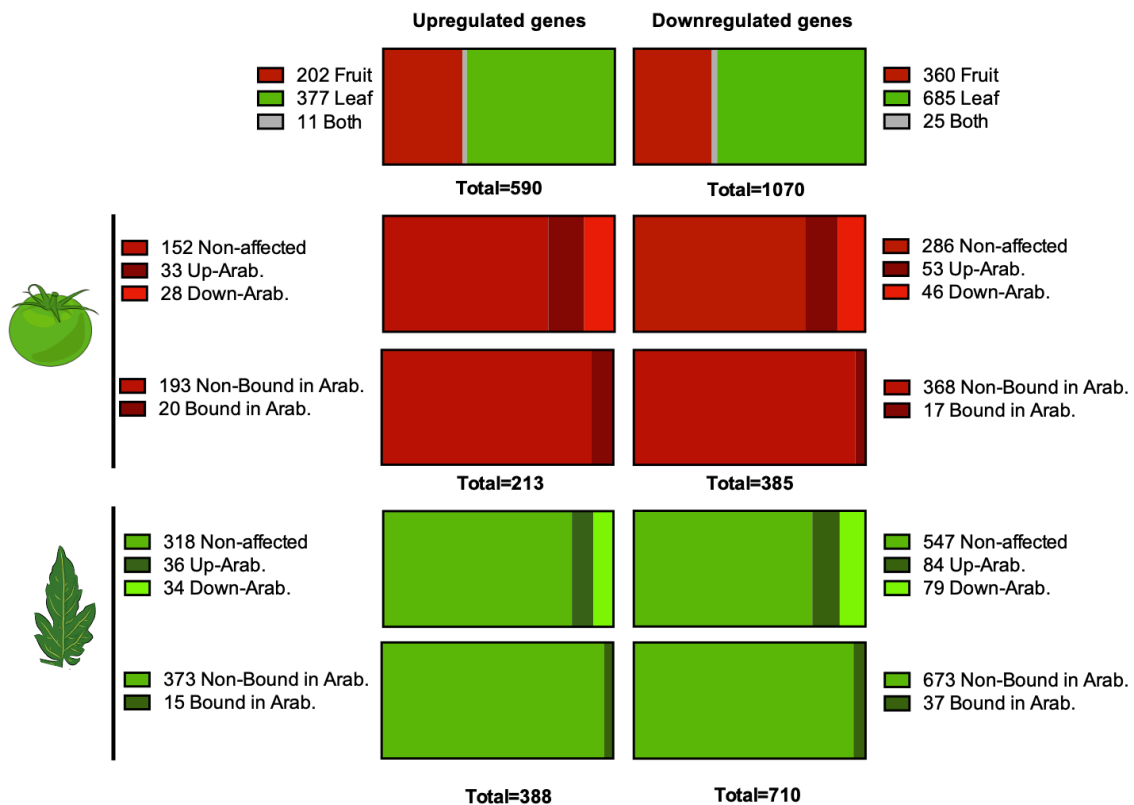 Upregulated genes
Downregulated genes
202 Fruit
377 Leaf
11 Both
360 Fruit
685 Leaf
25 Both
Total=590
Total=1070
152 Non-affected
33 Up-Arab.
28 Down-Arab.
286 Non-affected
53 Up-Arab.
46 Down-Arab.
193 Non-Bound in Arab.
20 Bound in Arab.
368 Non-Bound in Arab.
17 Bound in Arab.
Total=213
Total=385
318 Non-affected
36 Up-Arab.
34 Down-Arab.
547 Non-affected
84 Up-Arab.
79 Down-Arab.
373 Non-Bound in Arab.
15 Bound in Arab.
673 Non-Bound in Arab.
37 Bound in Arab.
Total=388
Total=710